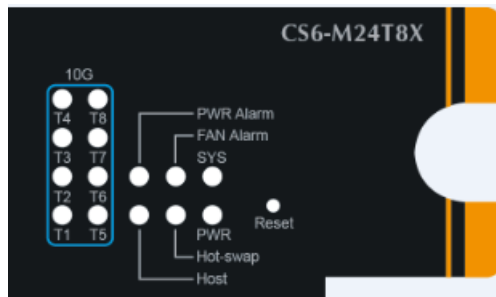 CS6-M24T8X
10G
T4 T8
T3 T7
T2 T6
T1 T5
PWR Alarm
FAN Alarm
SYS
PWR
Hot-swap
Host
Reset